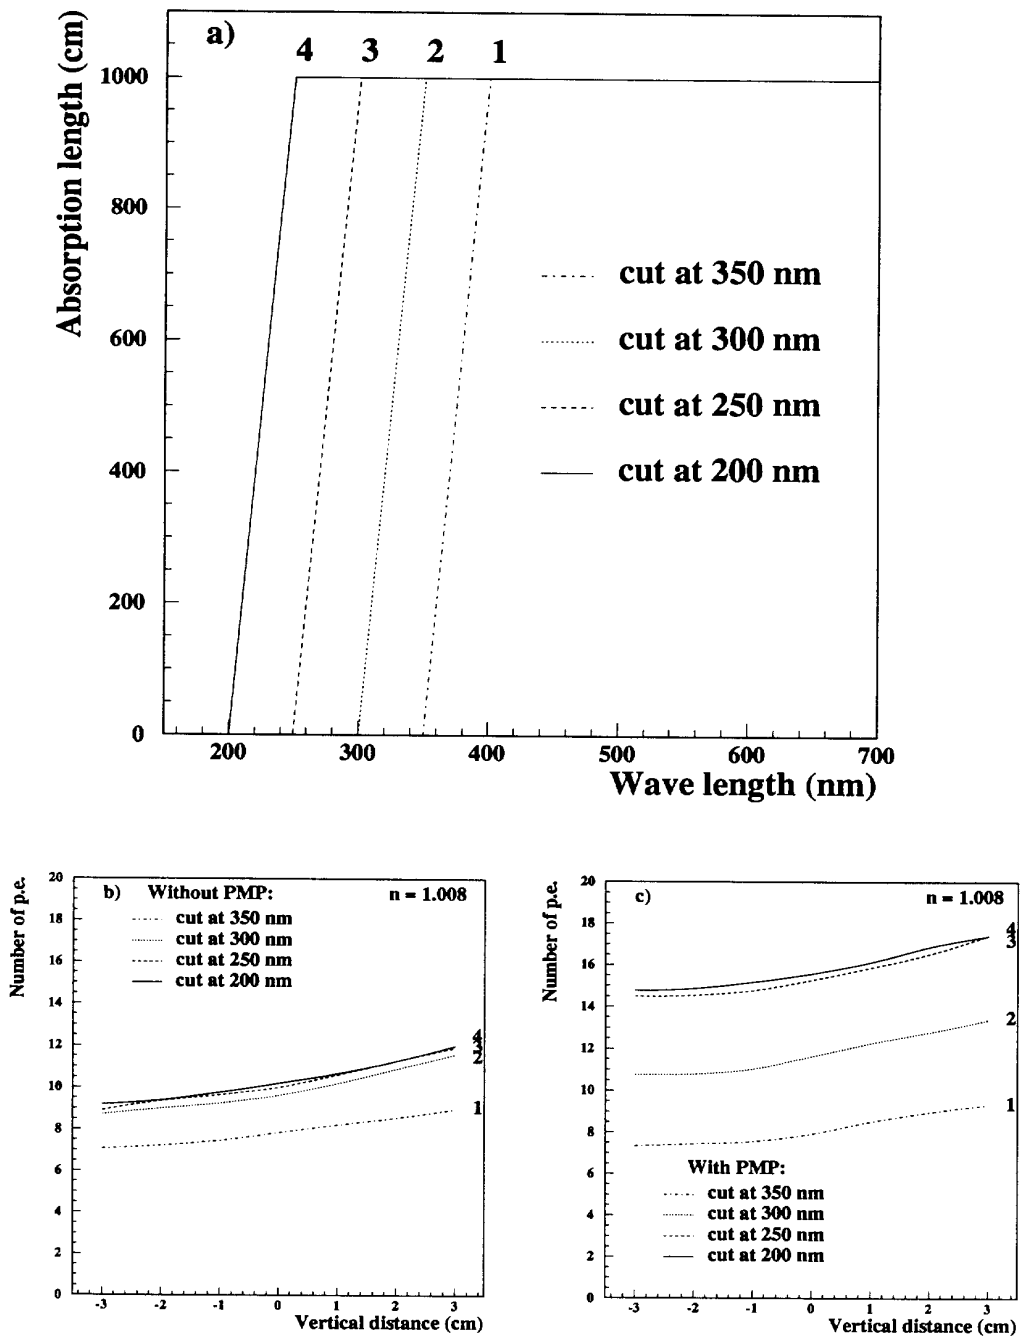 a)
4 3 2 1
Absorption length (cm)
1000
800
600
400
200
0
cut at 350 nm
cut at 300 nm
cut at 250 nm
cut at 200 nm
200 300 400 500 600 700
Wave length (nm)
b) Without PMP: n = 1.008
cut at 350 nm
cut at 300 nm
cut at 250 nm
cut at 200 nm
Number of p.e.
20
18
16
14
12
10
8
6
4
2
0
4
3
2
1
-3 -2 -1 0 1 2 3
Vertical distance (cm)
c) n = 1.008
Number of p.e.
20
18
16
14
12
10
8
6
4
2
0
4
3
2
1
With PMP:
cut at 350 nm
cut at 300 nm
cut at 250 nm
cut at 200 nm
-3 -2 -1 0 1 2 3
Vertical distance (cm)